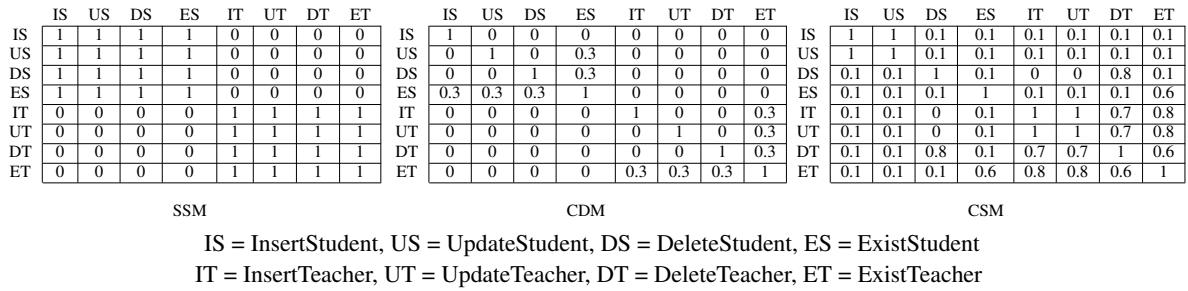 IS US DS ES IT UT DT ET IS US DS ES IT UT DT ET IS US DS ES IT UT DT ET
IS 1 1 1 1 0 0 0 0 IS 1 0 0 0 0 0 0 0 IS 1 1 0.1 0.1 0.1 0.1 0.1 0.1
US 1 1 1 1 0 0 0 0 US 0 1 0 0.3 0 0 0 0 US 1 1 0.1 0.1 0.1 0.1 0.1 0.1
DS 1 1 1 1 0 0 0 0 DS 0 0 1 0.3 0 0 0 0 DS 0.1 0.1 1 0.1 0 0 0.8 0.1
ES 1 1 1 1 0 0 0 0 ES 0.3 0.3 0.3 1 0 0 0 0 ES 0.1 0.1 0.1 1 0.1 0.1 0.1 0.6
IT 0 0 0 0 1 1 1 1 IT 0 0 0 0 1 0 0 0.3 IT 0.1 0.1 0 0.1 1 1 0.7 0.8
UT 0 0 0 0 1 1 1 1 UT 0 0 0 0 0 1 0 0.3 UT 0.1 0.1 0 0.1 1 1 0.7 0.8
DT 0 0 0 0 1 1 1 1 DT 0 0 0 0 0 0 1 0.3 DT 0.1 0.1 0.8 0.1 0.7 0.7 1 0.6
ET 0 0 0 0 1 1 1 1 ET 0 0 0 0 0.3 0.3 0.3 1 ET 0.1 0.1 0.1 0.6 0.8 0.8 0.6 1
SSM CDM CSM
IS = InsertStudent, US = UpdateStudent, DS = DeleteStudent, ES = ExistStudent
IT = InsertTeacher, UT = UpdateTeacher, DT = DeleteTeacher, ET = ExistTeacher